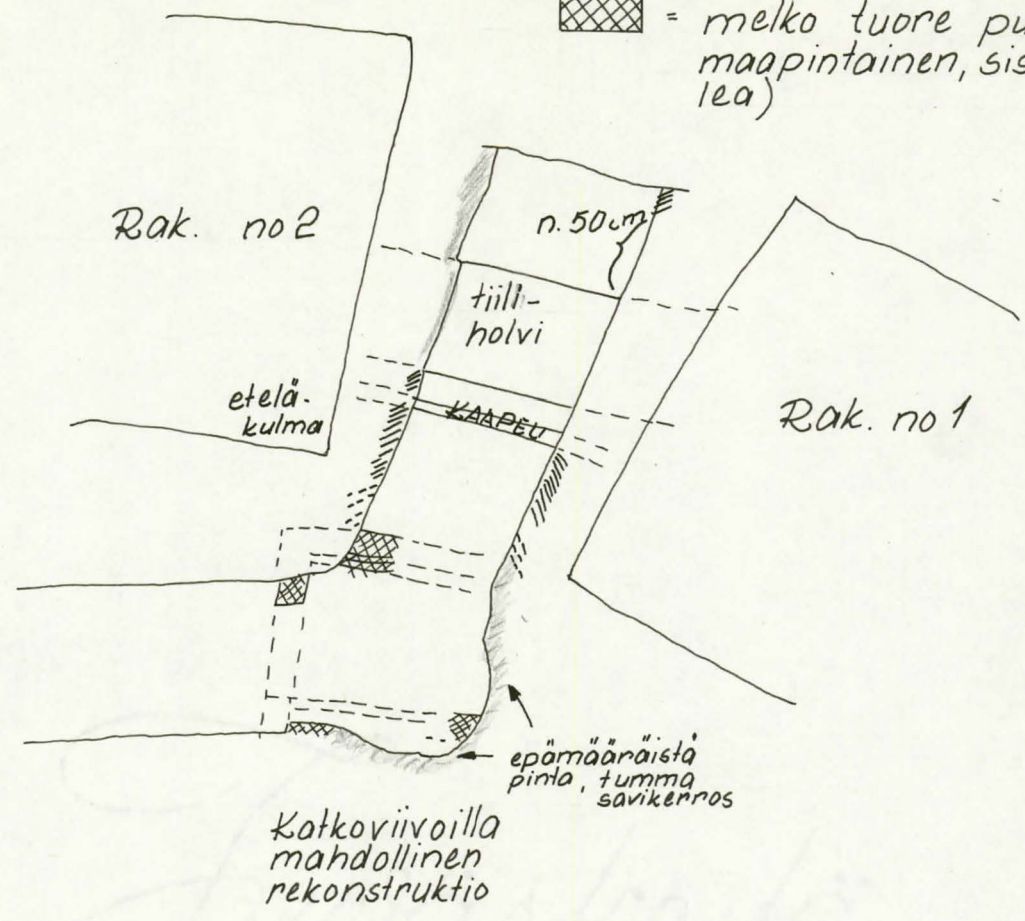 = melko tuore pu
maapintainen, sis
lea)
Rak. no 2
n. 50 cm
tiili-
holvi
etelä-
kulma
KAAPELI
Rak. no 1
epämääräistä
pinta, tumma
savikerros
Katkoviivoilla
mahdollinen
rekonstruktio